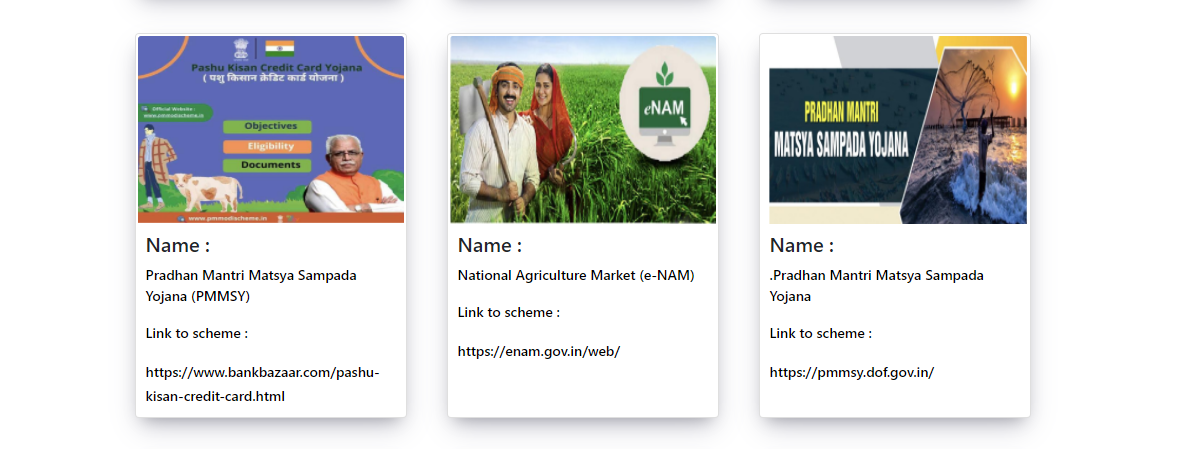 Pashu Kisan Credit Card Yojana
( पशु किसान क्रेडिट कार्ड योजना )
Official Website :
www.pmmodischeme.in
Objectives
Eligibility
Documents
www.pmmodischeme.in
Name :
Pradhan Mantri Matsya Sampada
Yojana (PMMSY)
Link to scheme :
https://www.bankbazaar.com/pashu-
kisan-credit-card.html
eNAM
Name :
National Agriculture Market (e-NAM)
Link to scheme :
https://enam.gov.in/web/
PRADHAN MANTRI
MATSYA SAMPADA YOJANA
Name :
.Pradhan Mantri Matsya Sampada
Yojana
Link to scheme :
https://pmmsy.dof.gov.in/